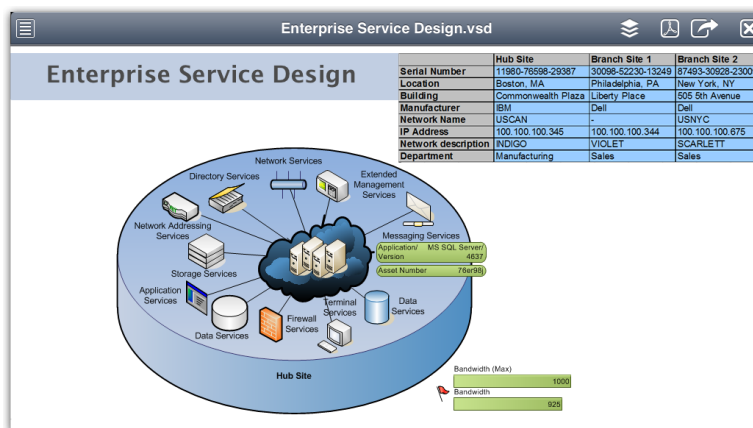 Enterprise Service Design.vsd
Enterprise Service Design
Hub Site Branch Site 1 Branch Site 2
Serial Number 11980-76598-29387 30098-52230-13249 87493-30928-2300
Location Boston, MA Philadelphia, PA New York, NY
Building Commonwealth Plaza Liberty Place 505 5th Avenue
Manufacturer IBM Dell Dell
Network Name USCAN - USNYC
IP Address 100.100.100.345 100.100.100.344 100.100.100.675
Network description INDIGO VIOLET SCARLETT
Department Manufacturing Sales Sales
Network Services
Directory Services
Extended
Management
Services
Network Addressing
Services
Messaging Services
Application/ MS SQL Server/
Version 4637
Asset Number 76er98j
Storage Services
Application
Services
Data Services
Firewall
Services
Terminal
Services
Data
Services
Hub Site
Bandwidth (Max)
1000
Bandwidth
925